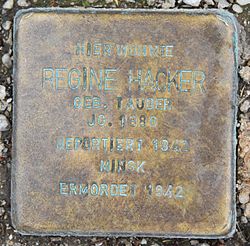 HIER WOHNTE
REGINE HACKER
GEB. TAUBER
JG.
DEPORTIERT 1942
MINSK
ERMORDET 1942